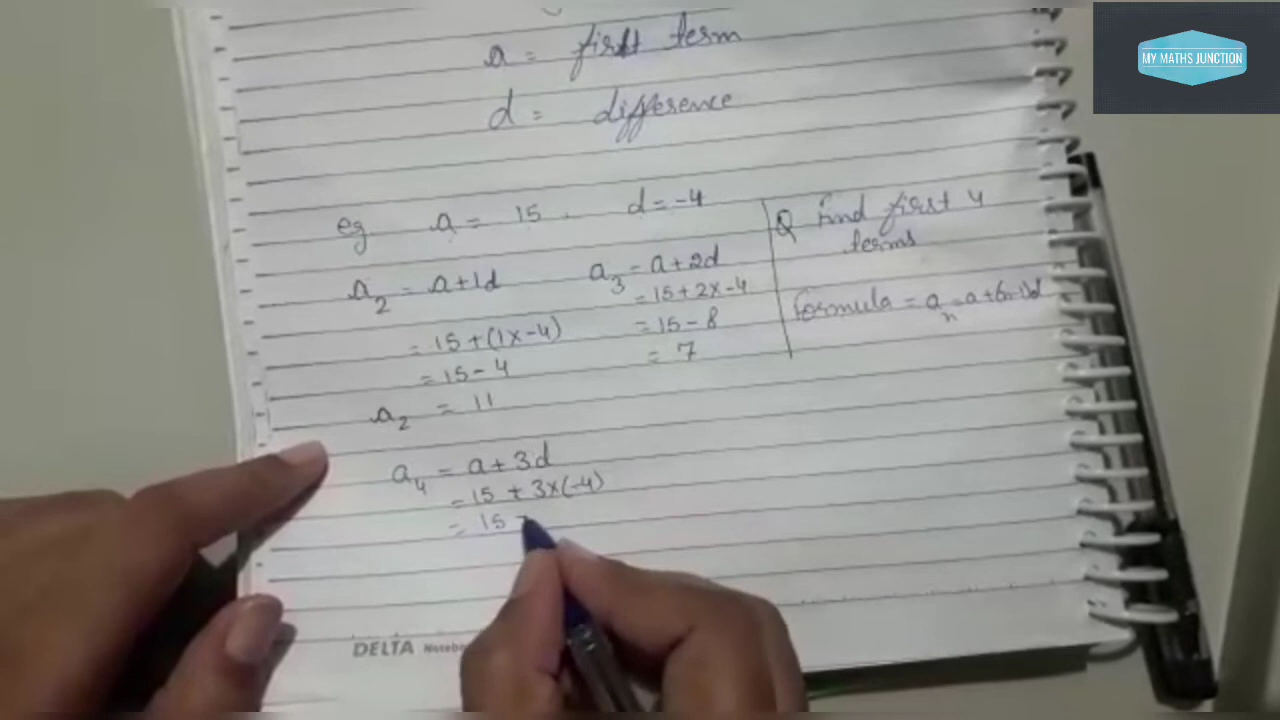 MY MATHS JUNCTION
a = first term
d = difference
eg a = 15 . d = -4
Q Find first 4
terms
a₂ = a+1d
= 15 + (1x-4)
= 15 - 4
a₂ = 11
a₃ = a+2d
= 15+2x-4
= 15 - 8
= 7
Formula = aₙ = a+(n-1)d
a₄ = a+3d
= 15 + 3x(-4)
= 15 -
DELTA Notebo